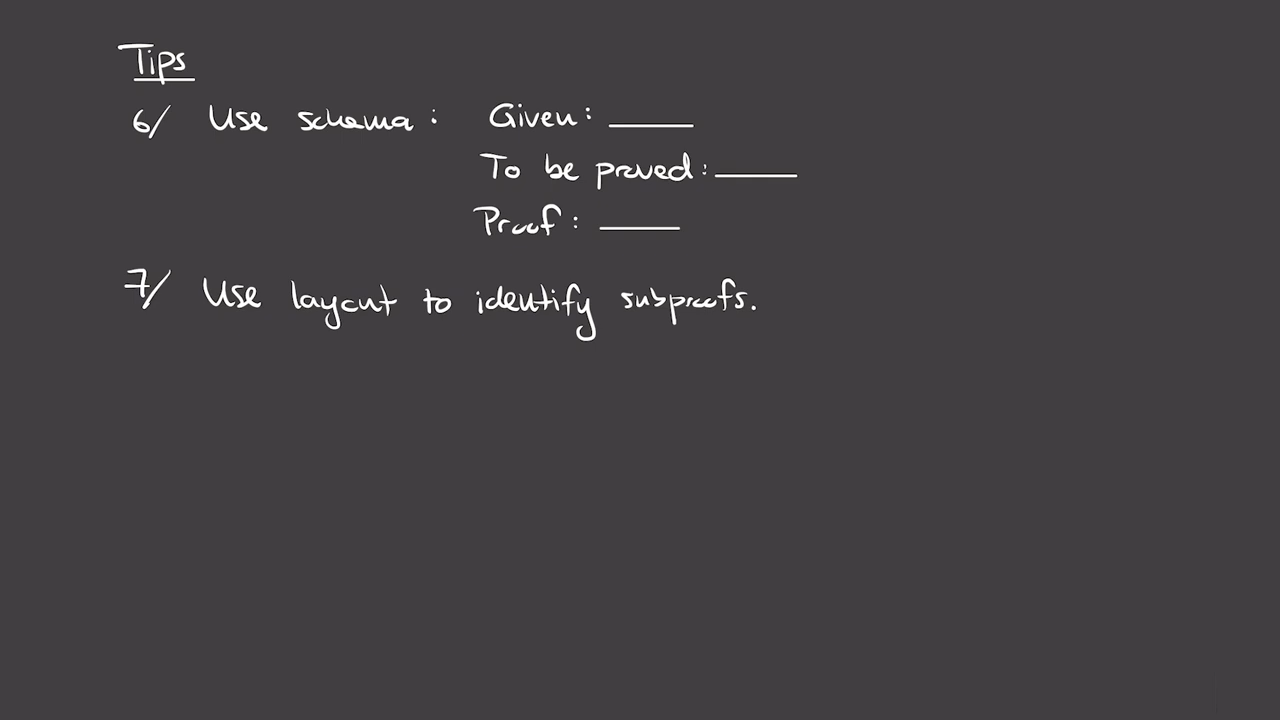 Tips
6/ Use schema: Given: ____
To be proved: ____
Proof: ____
7/ Use layout to identify subproofs.